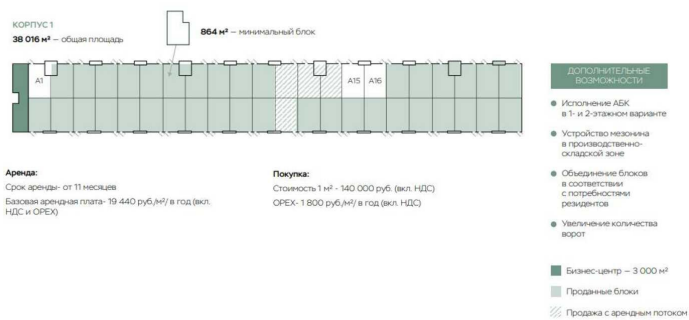 КОРПУС 1
38 016 м² — общая площадь
864 м² — минимальный блок
А1
А15
А16
Аренда:
Срок аренды- от 11 месяцев
Базовая арендная плата- 19 440 руб./м²/ в год (вкл.
НДС и OPEX)
Покупка:
Стоимость 1 м² - 140 000 руб. (вкл. НДС)
OPEX- 1 800 руб./м²/ в год (вкл. НДС)
ДОПОЛНИТЕЛЬНЫЕ
ВОЗМОЖНОСТИ
Исполнение АБК
в 1- и 2-этажном варианте
Устройство мезонина
в производственно-
складской зоне
Объединение блоков
в соответствии
с потребностями
резидентов
Увеличение количества
ворот
Бизнес-центр — 3 000 м²
Проданные блоки
Продажа с арендным потоком